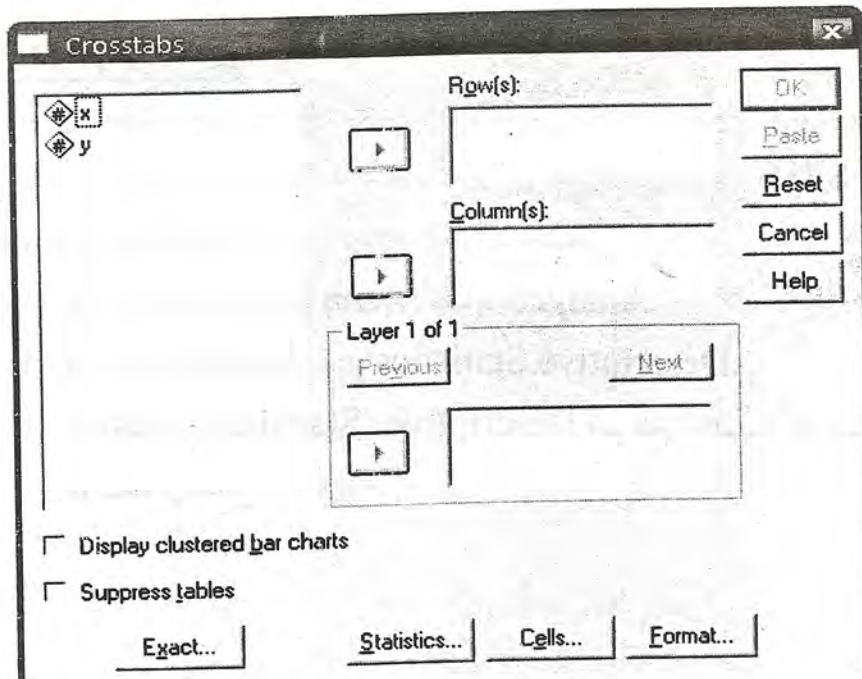 Crosstabs
x
y
Row(s):
Column(s):
Layer 1 of 1
Previous
Next
OK
Paste
Reset
Cancel
Help
Display clustered bar charts
Suppress tables
Exact...
Statistics...
Cells...
Format...